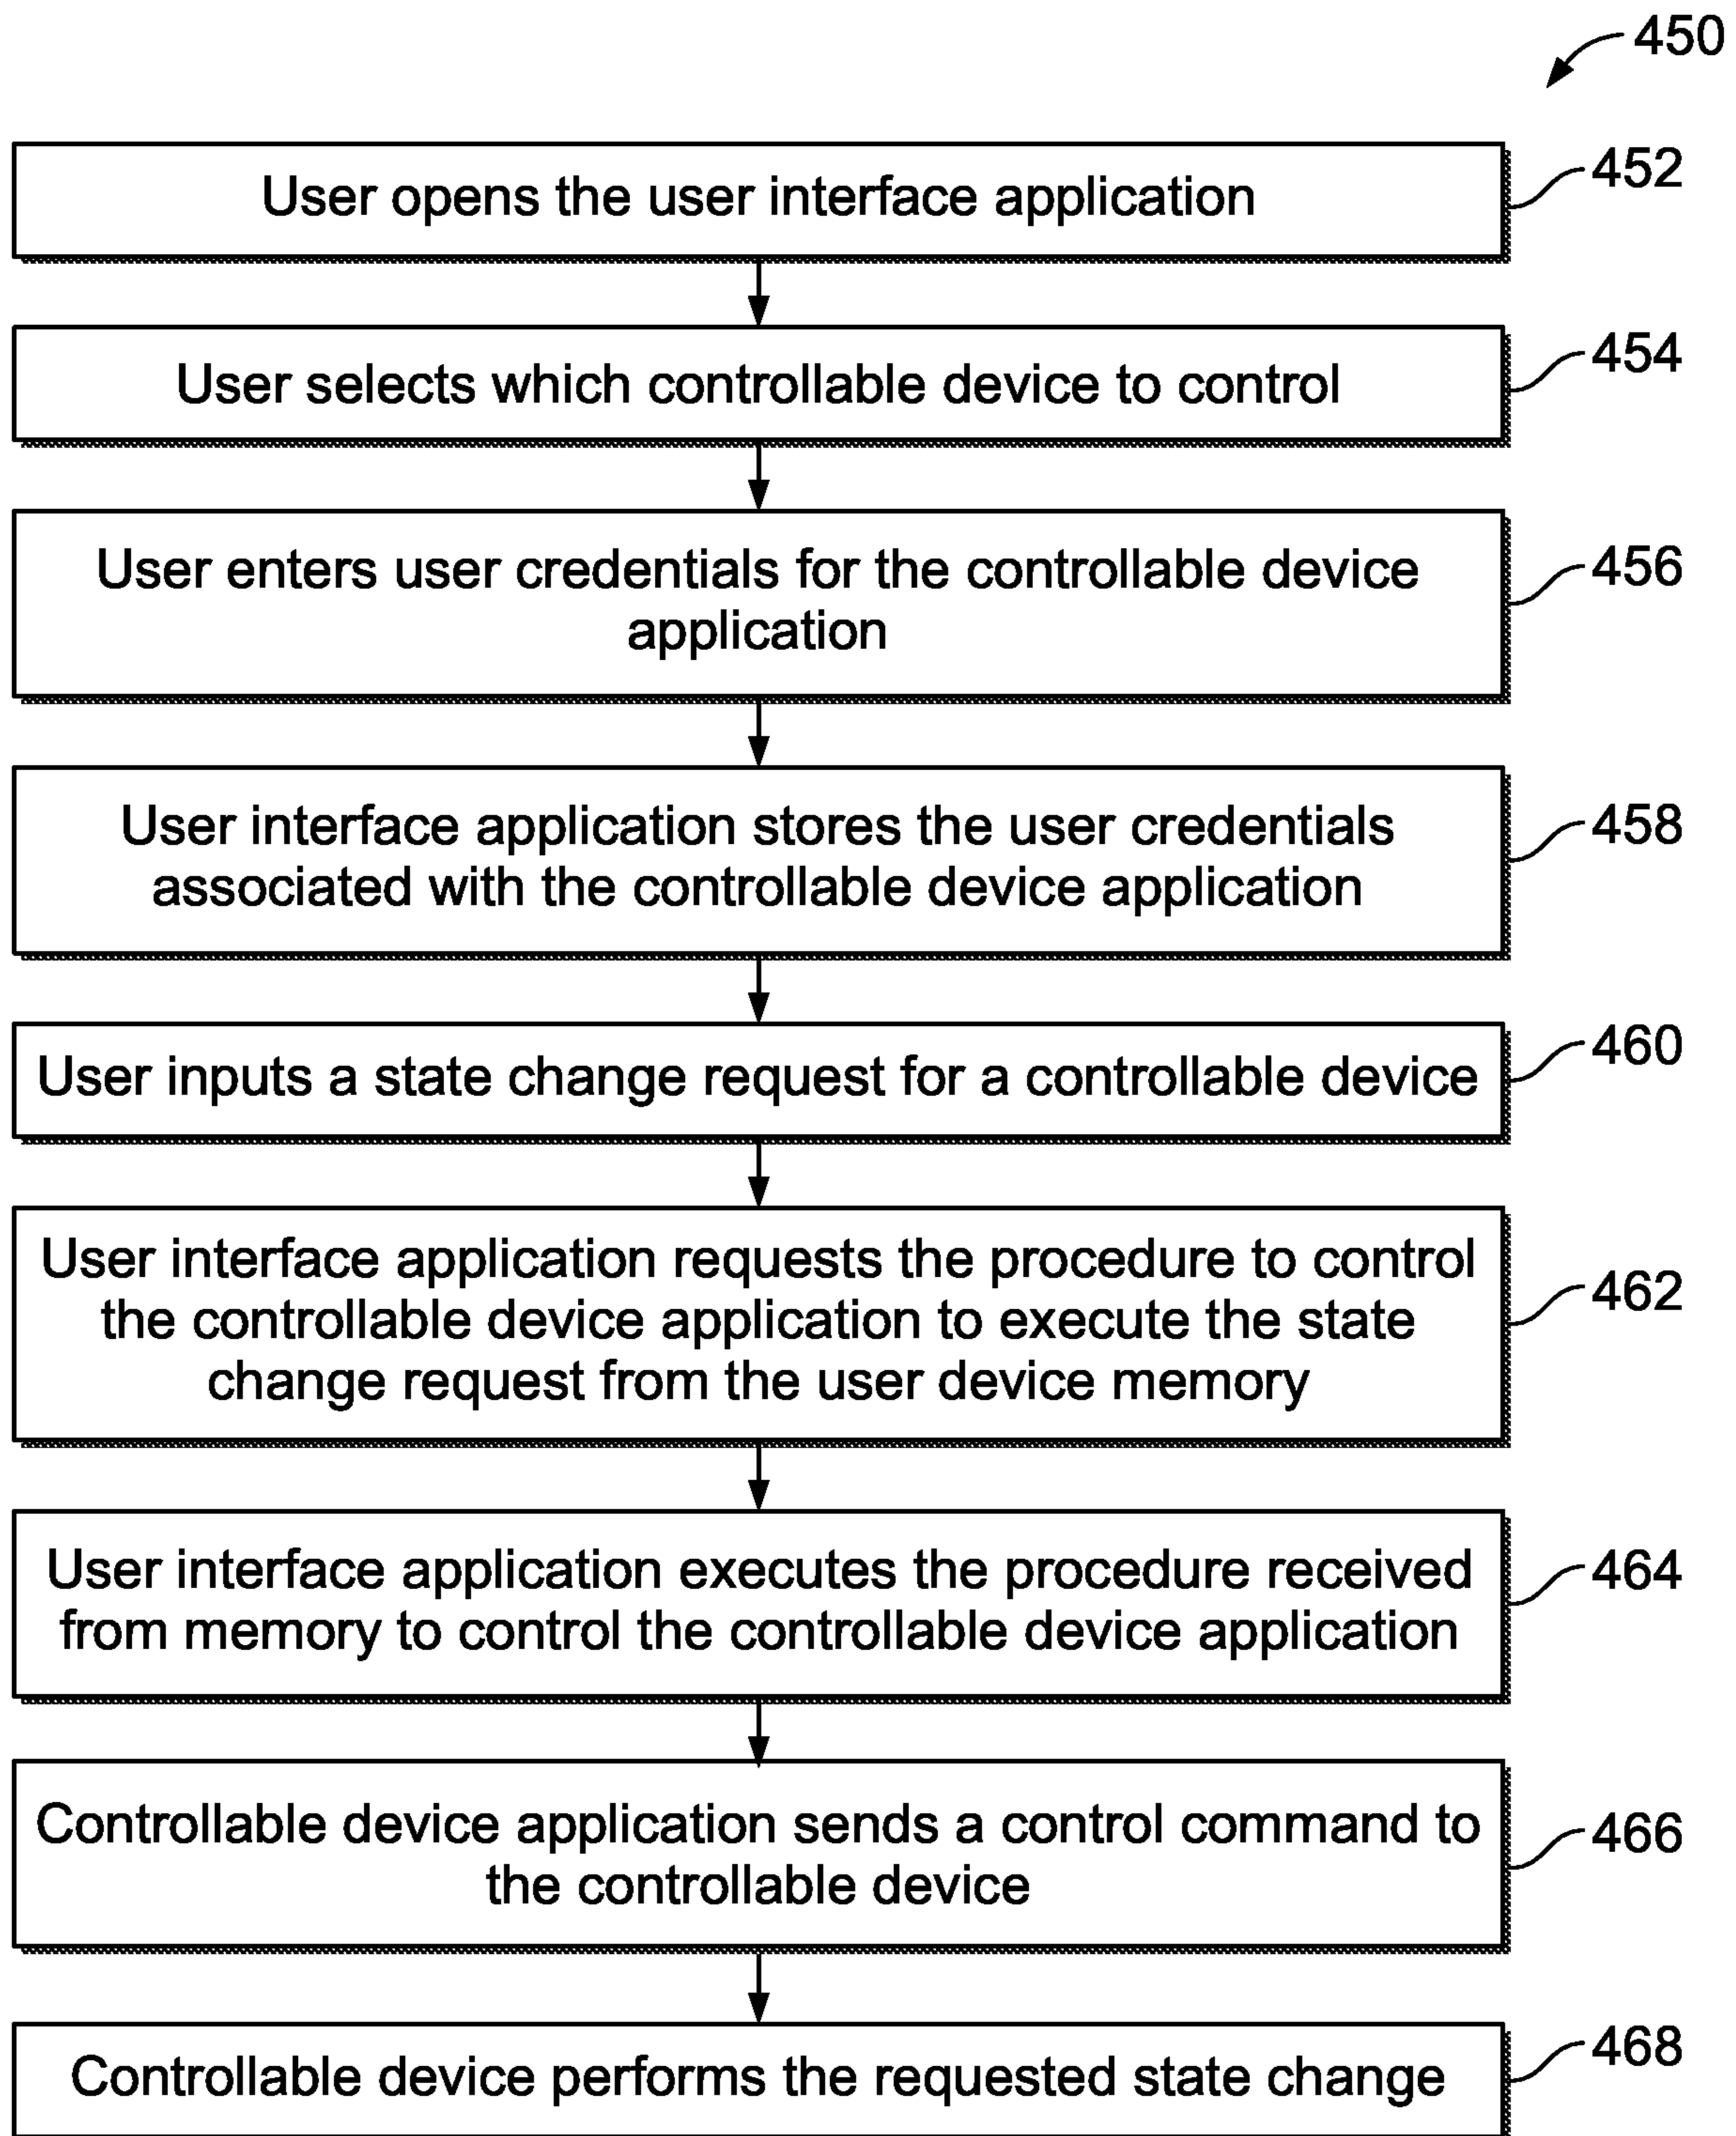 450
User opens the user interface application
452
User selects which controllable device to control
454
User enters user credentials for the controllable device
application
456
User interface application stores the user credentials
associated with the controllable device application
458
User inputs a state change request for a controllable device
460
User interface application requests the procedure to control
the controllable device application to execute the state
change request from the user device memory
462
User interface application executes the procedure received
from memory to control the controllable device application
464
Controllable device application sends a control command to
the controllable device
466
Controllable device performs the requested state change
468